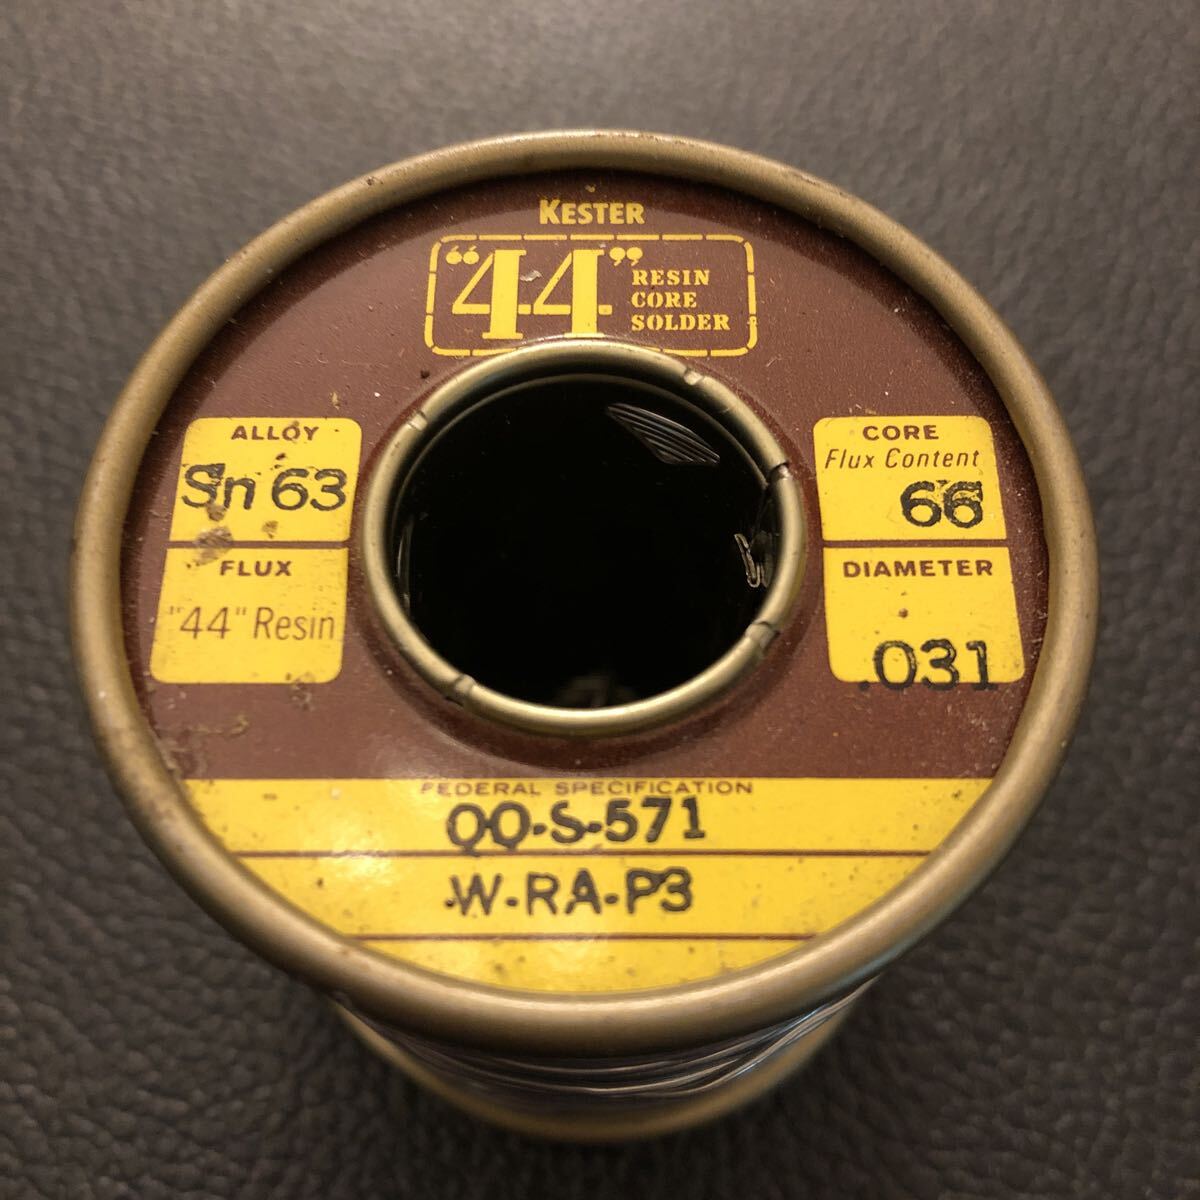 KESTER
"44" RESIN
CORE
SOLDER
ALLOY
Sn 63
FLUX
"44" Resin
CORE
Flux Content
66
DIAMETER
.031
FEDERAL SPECIFICATION
QQ-S-571
W-RA-P3